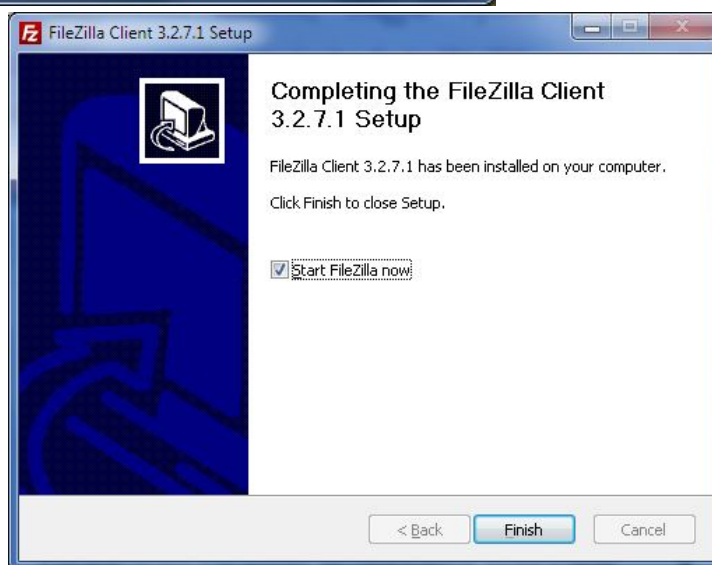 FileZilla Client 3.2.7.1 Setup
Completing the FileZilla Client
3.2.7.1 Setup
FileZilla Client 3.2.7.1 has been installed on your computer.
Click Finish to close Setup.
Start FileZilla now
< Back
Finish
Cancel